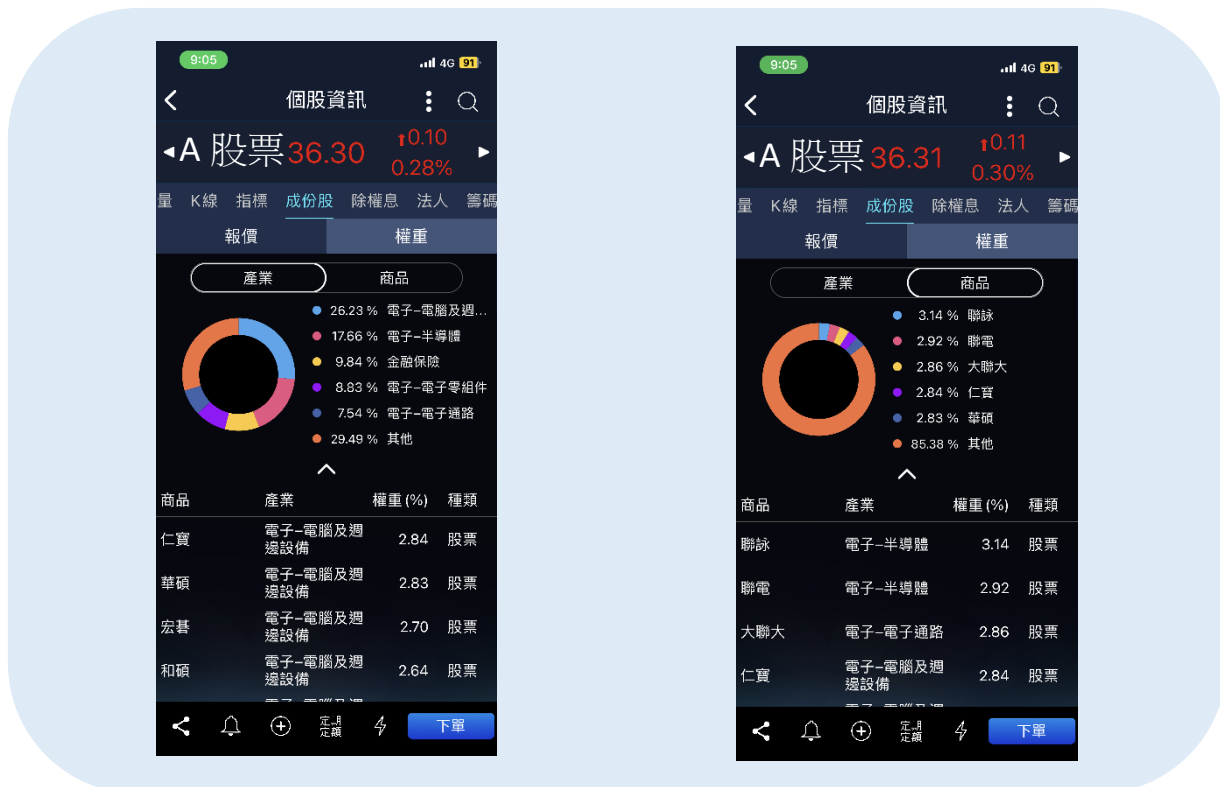 9:05
4G 91
個股資訊
A 股票 36.30
0.10
0.28%
量 K線 指標 成份股 除權息 法人 籌碼
報價 權重
產業 商品
26.23 % 電子–電腦及週...
17.66 % 電子–半導體
9.84 % 金融保險
8.83 % 電子–電子零組件
7.54 % 電子–電子通路
29.49 % 其他
商品 產業 權重(%) 種類
仁寶 電子–電腦及週邊設備 2.84 股票
華碩 電子–電腦及週邊設備 2.83 股票
宏碁 電子–電腦及週邊設備 2.70 股票
和碩 電子–電腦及週邊設備 2.64 股票
定期
定額
下單
9:05
4G 91
個股資訊
A 股票 36.31
0.11
0.30%
量 K線 指標 成份股 除權息 法人 籌碼
報價 權重
產業 商品
3.14 % 聯詠
2.92 % 聯電
2.86 % 大聯大
2.84 % 仁寶
2.83 % 華碩
85.38 % 其他
商品 產業 權重(%) 種類
聯詠 電子–半導體 3.14 股票
聯電 電子–半導體 2.92 股票
大聯大 電子–電子通路 2.86 股票
仁寶 電子–電腦及週邊設備 2.84 股票
定期
定額
下單